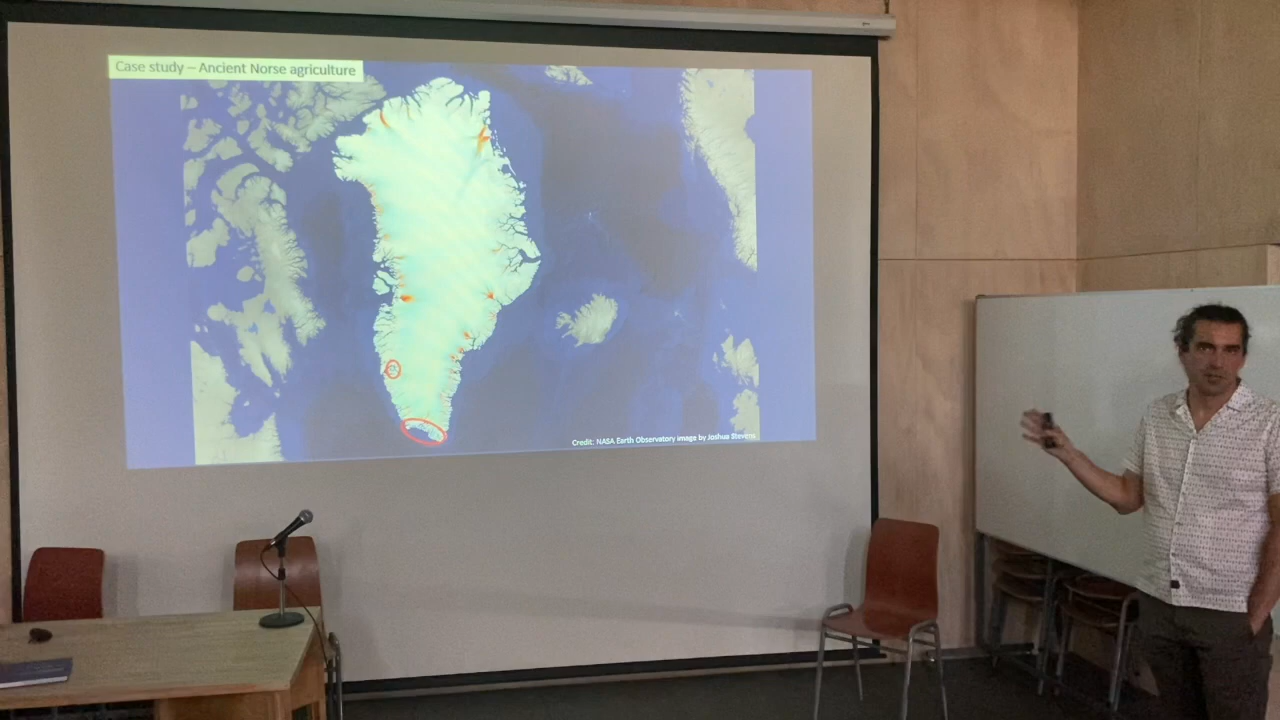 Case study – Ancient Norse agriculture
Credit: NASA Earth Observatory image by Joshua Stevens